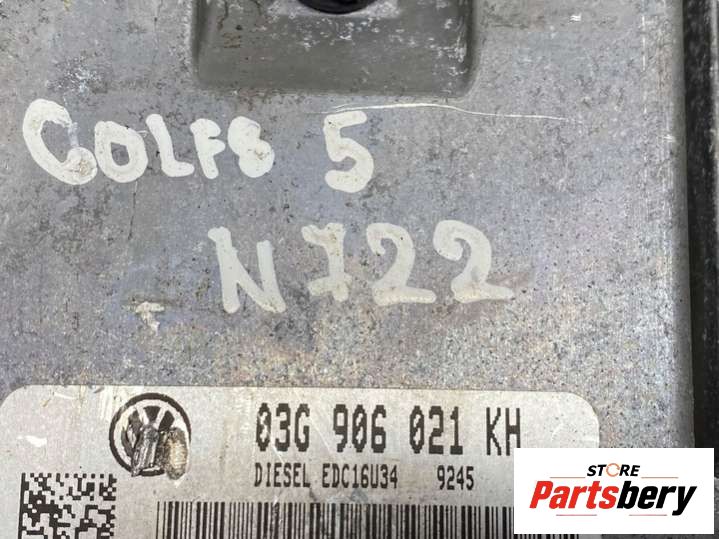 GOLF8 5
N722
03G 906 021 KH
DIESEL EDC16U34 9245
STORE
Partsbery